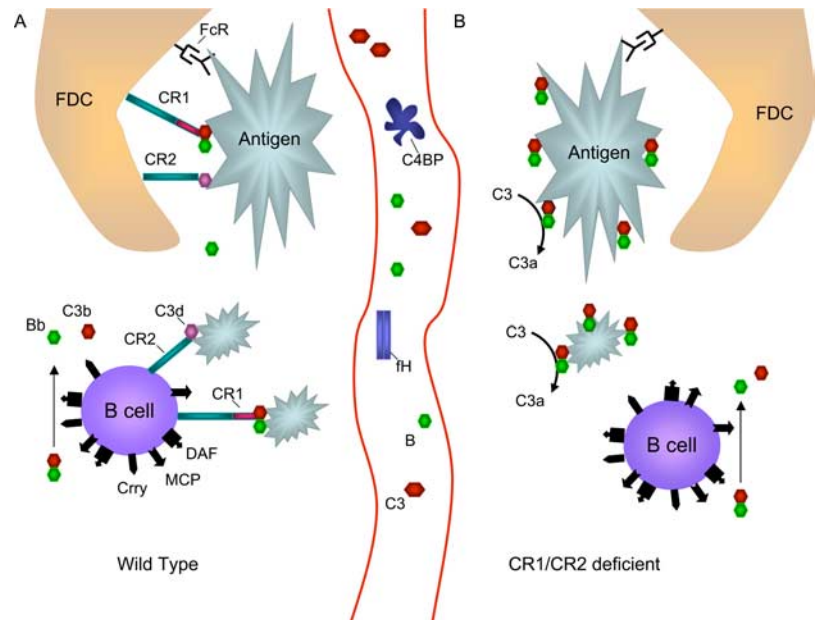 A
FcR
FDC
CR1
Antigen
CR2
C4BP
C3d
C3b
Bb
CR2
CR1
B cell
DAF
MCP
Crry
fH
B
C3
Wild Type
B
FDC
Antigen
C3
C3a
C3
C3a
B cell
CR1/CR2 deficient